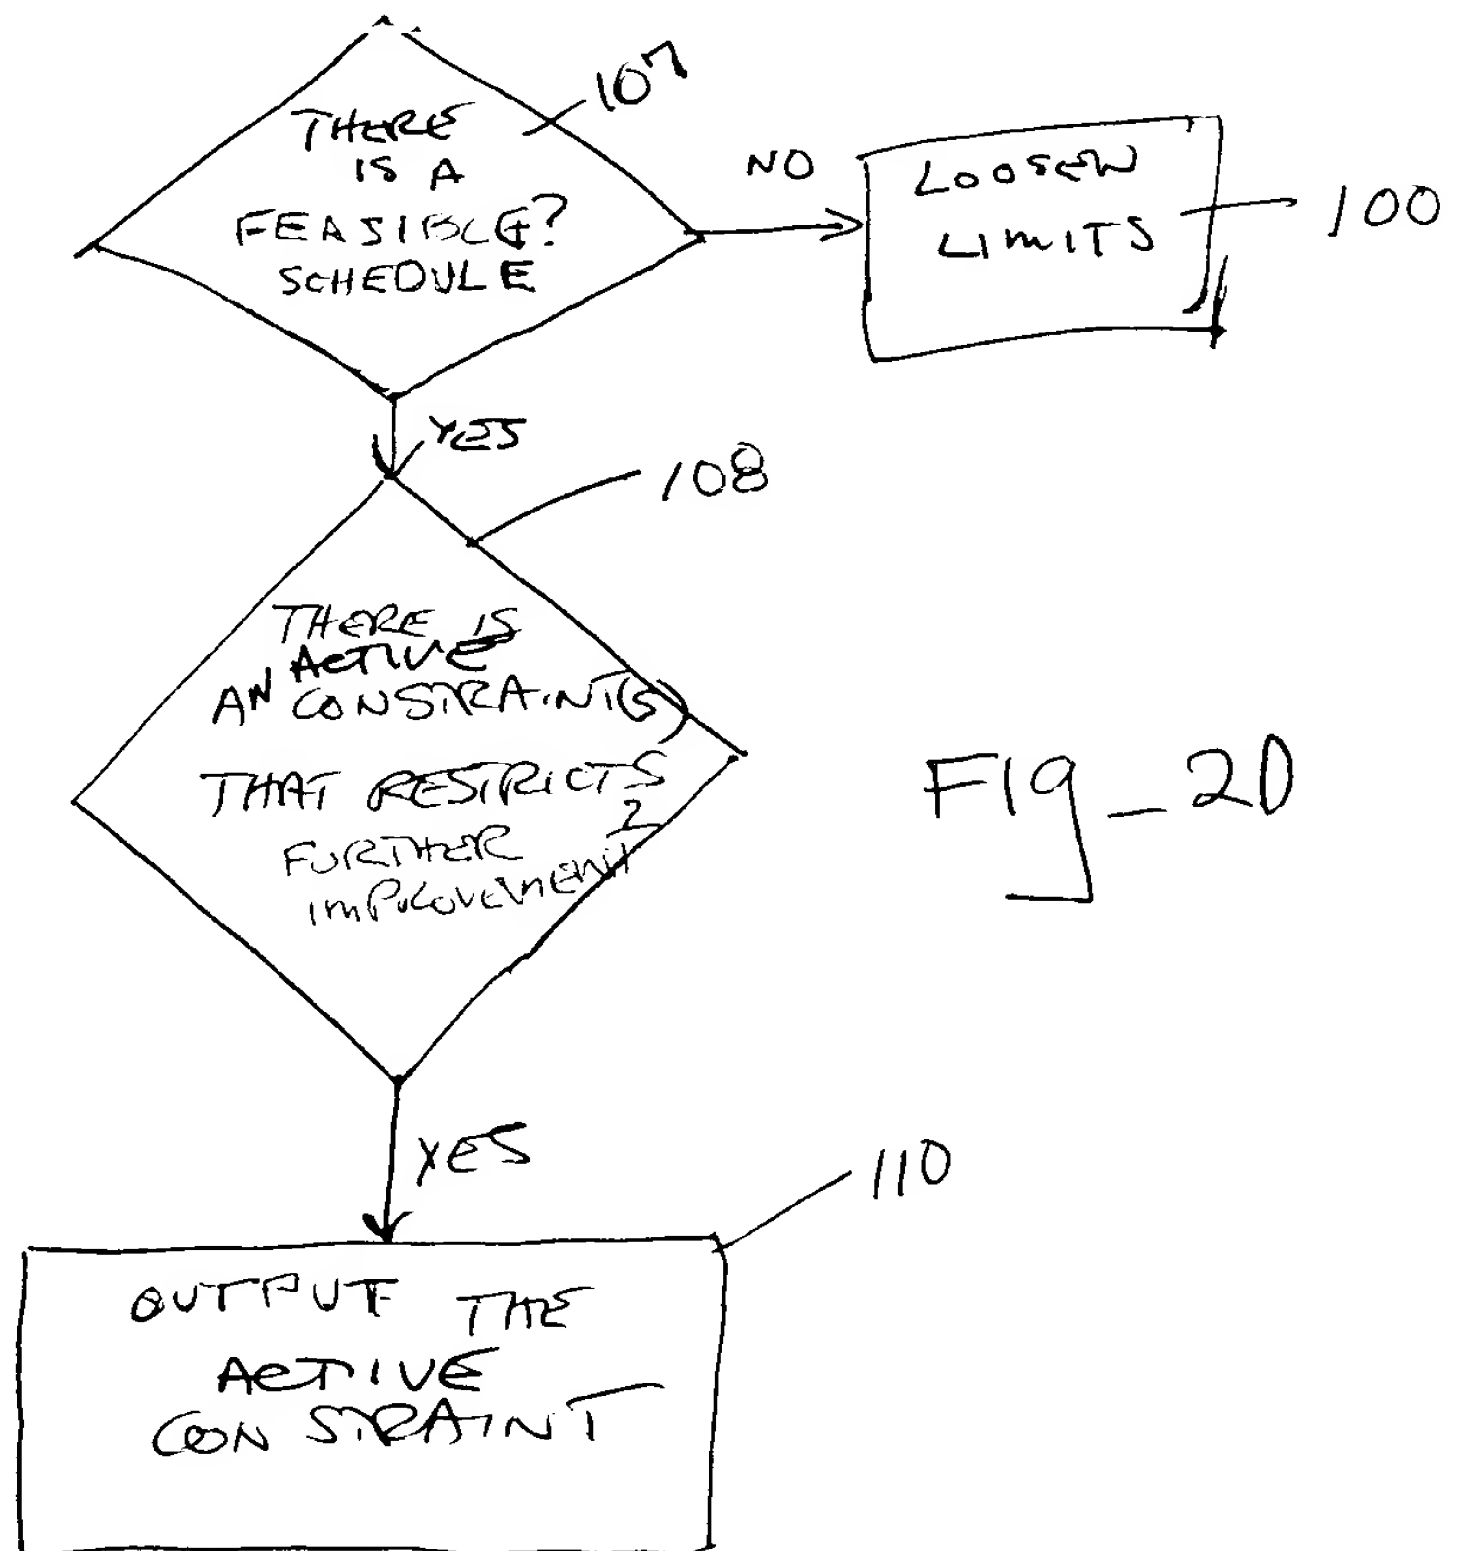 107
THERE
IS A
FEASIBLE?
SCHEDULE
NO
LOOSEN
LIMITS
100
YES
108
THERE IS
AN ACTIVE
CONSTRAINT(S)
THAT RESTRICTS
FURTHER
IMPROVEMENT?
Fig_20
YES
110
OUTPUT THE
ACTIVE
CONSTRAINT